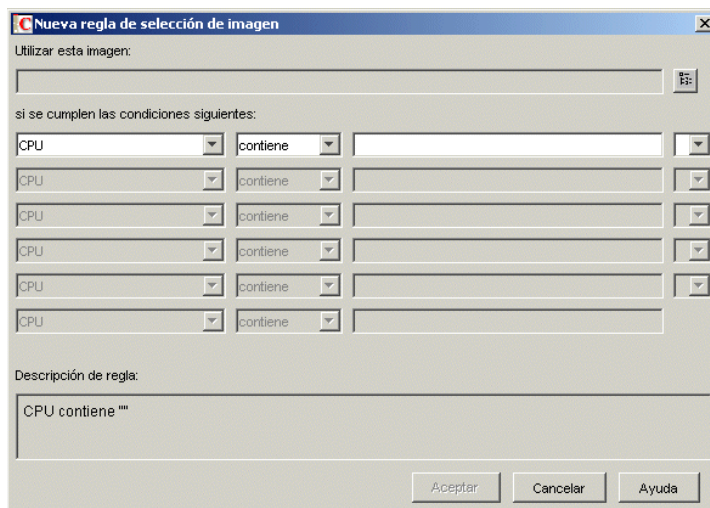 Nueva regla de selección de imagen
Utilizar esta imagen:
si se cumplen las condiciones siguientes:
CPU contiene
CPU contiene
CPU contiene
CPU contiene
CPU contiene
CPU contiene
Descripción de regla:
CPU contiene ""
Aceptar Cancelar Ayuda